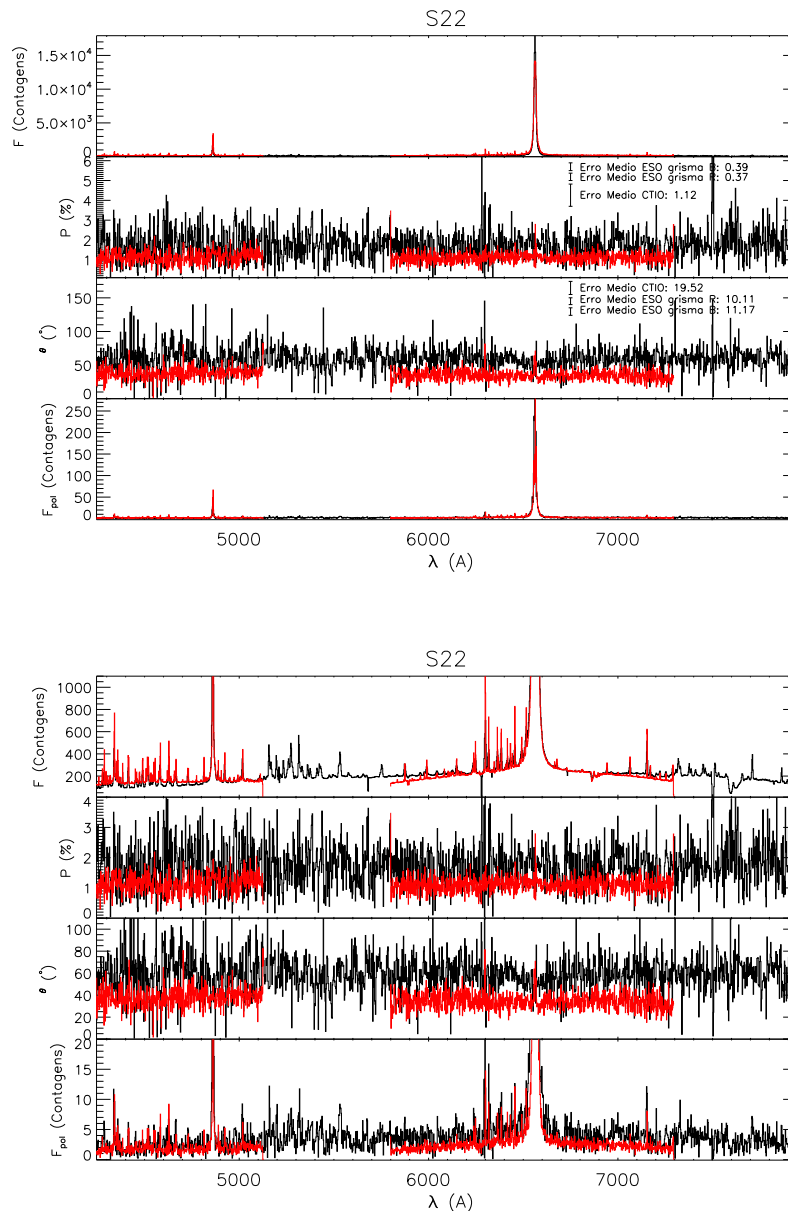 S22
1.5×10⁴
1.0×10⁴
5.0×10³
0
F (Contagens)
6
5
4
3
2
1
P (%)
Erro Medio ESO grisma B: 0.39
Erro Medio ESO grisma R: 0.37
Erro Medio CTIO: 1.12
150
100
50
0
θ (°)
Erro Medio CTIO: 19.52
Erro Medio ESO grisma R: 10.11
Erro Medio ESO grisma B: 11.17
250
200
150
100
50
0
F_pol (Contagens)
5000 6000 7000
λ (A)
S22
1000
800
600
400
200
F (Contagens)
4
3
2
1
0
P (%)
100
80
60
40
20
0
θ (°)
20
15
10
5
0
F_pol (Contagens)
5000 6000 7000
λ (A)